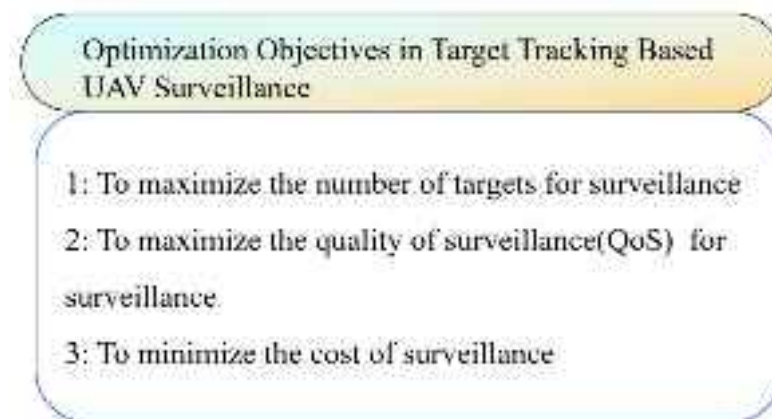 Optimization Objectives in Target Tracking Based
UAV Surveillance
1: To maximize the number of targets for surveillance
2: To maximize the quality of surveillance(QoS) for
surveillance
3: To minimize the cost of surveillance